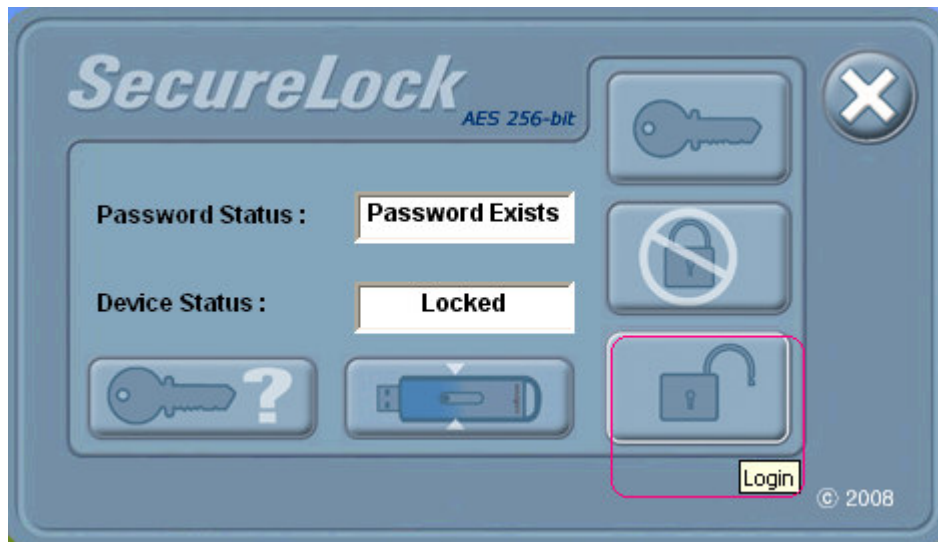 SecureLock
AES 256-bit
Password Status :
Password Exists
Device Status :
Locked
?
Login
© 2008